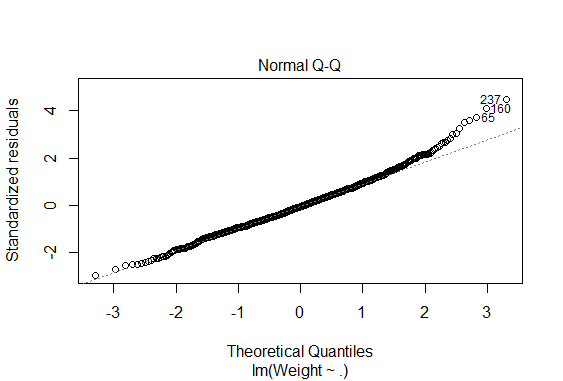 Normal Q-Q
Standardized residuals
4
2
0
-2
237
160
65
-3 -2 -1 0 1 2 3
Theoretical Quantiles
lm(Weight ~ .)